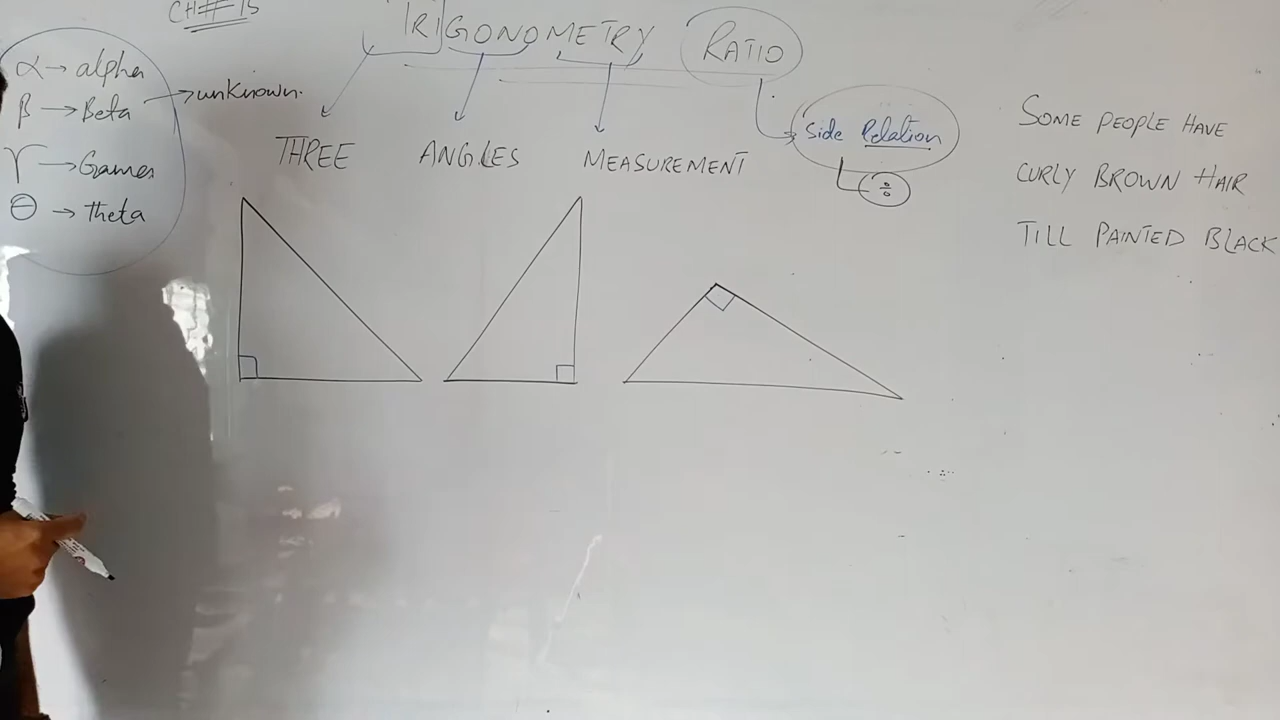 CH# 15
TRIGONOMETRY RATIO
α → alpha
β → Beta → unknown.
γ → Games
θ → theta
THREE ANGLES MEASUREMENT
Side Relation
÷
SOME PEOPLE HAVE
CURLY BROWN HAIR
TILL PAINTED BLACK